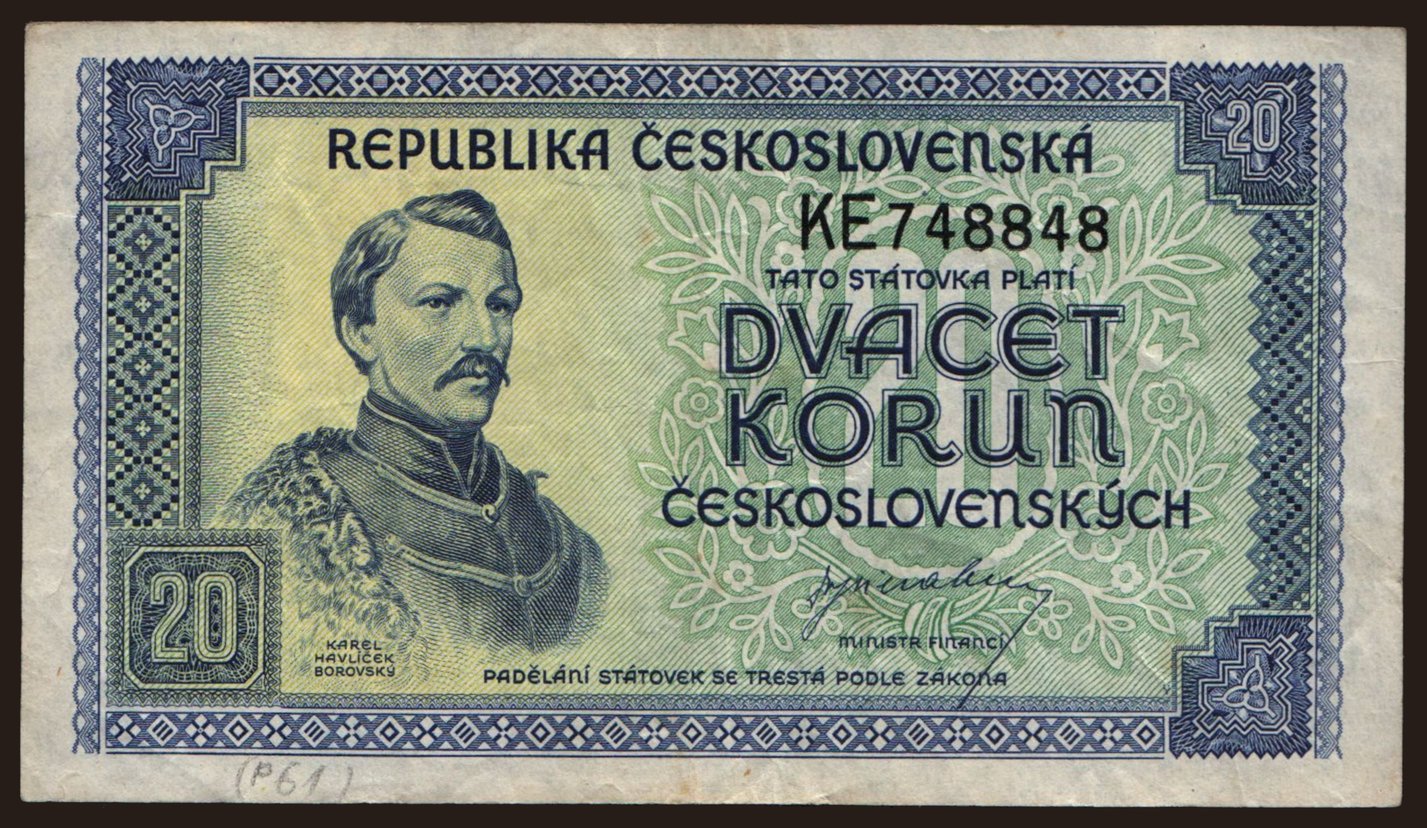 20
REPUBLIKA ČESKOSLOVENSKÁ
KE748848
TATO STÁTOVKA PLATÍ
DVACET
KORUN
ČESKOSLOVENSKÝCH
MINISTR FINANCÍ
20
KAREL
HAVLÍČEK
BOROVSKÝ
PADĚLÁNÍ STÁTOVEK SE TRESTÁ PODLE ZÁKONA
(P61)